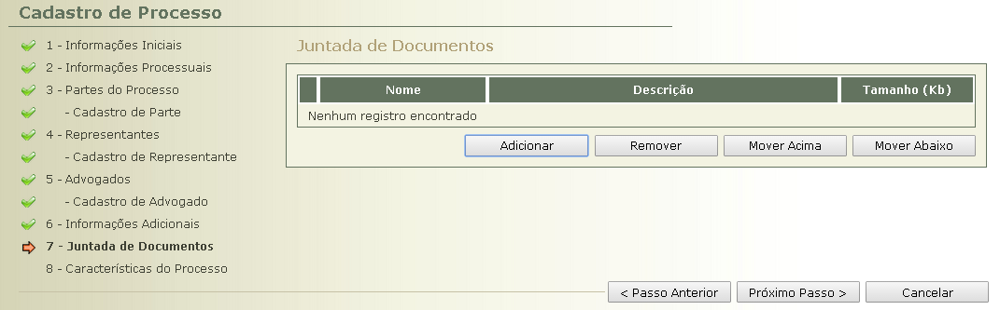 Cadastro de Processo
1 - Informações Iniciais
2 - Informações Processuais
3 - Partes do Processo
- Cadastro de Parte
4 - Representantes
- Cadastro de Representante
5 - Advogados
- Cadastro de Advogado
6 - Informações Adicionais
7 - Juntada de Documentos
8 - Características do Processo
Juntada de Documentos
Nome Descrição Tamanho (Kb)
Nenhum registro encontrado
Adicionar Remover Mover Acima Mover Abaixo
< Passo Anterior Próximo Passo > Cancelar